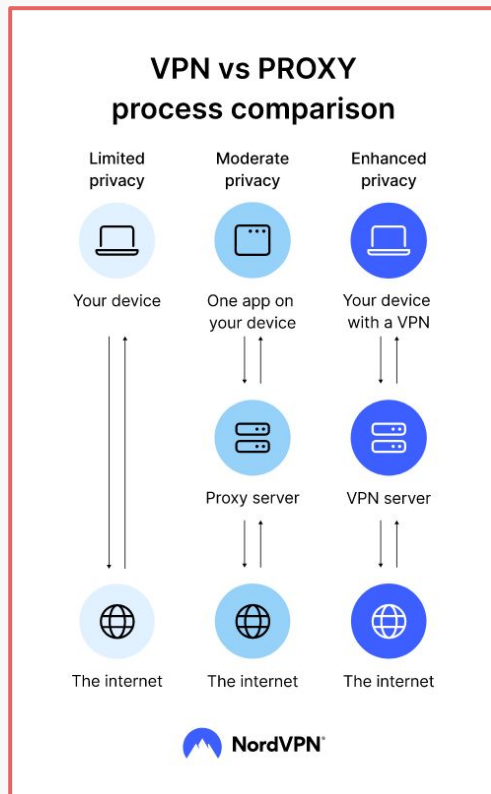 VPN vs PROXY
process comparison
Limited
privacy
Moderate
privacy
Enhanced
privacy
Your device
One app on
your device
Your device
with a VPN
Proxy server
VPN server
The internet
The internet
The internet
NordVPN®